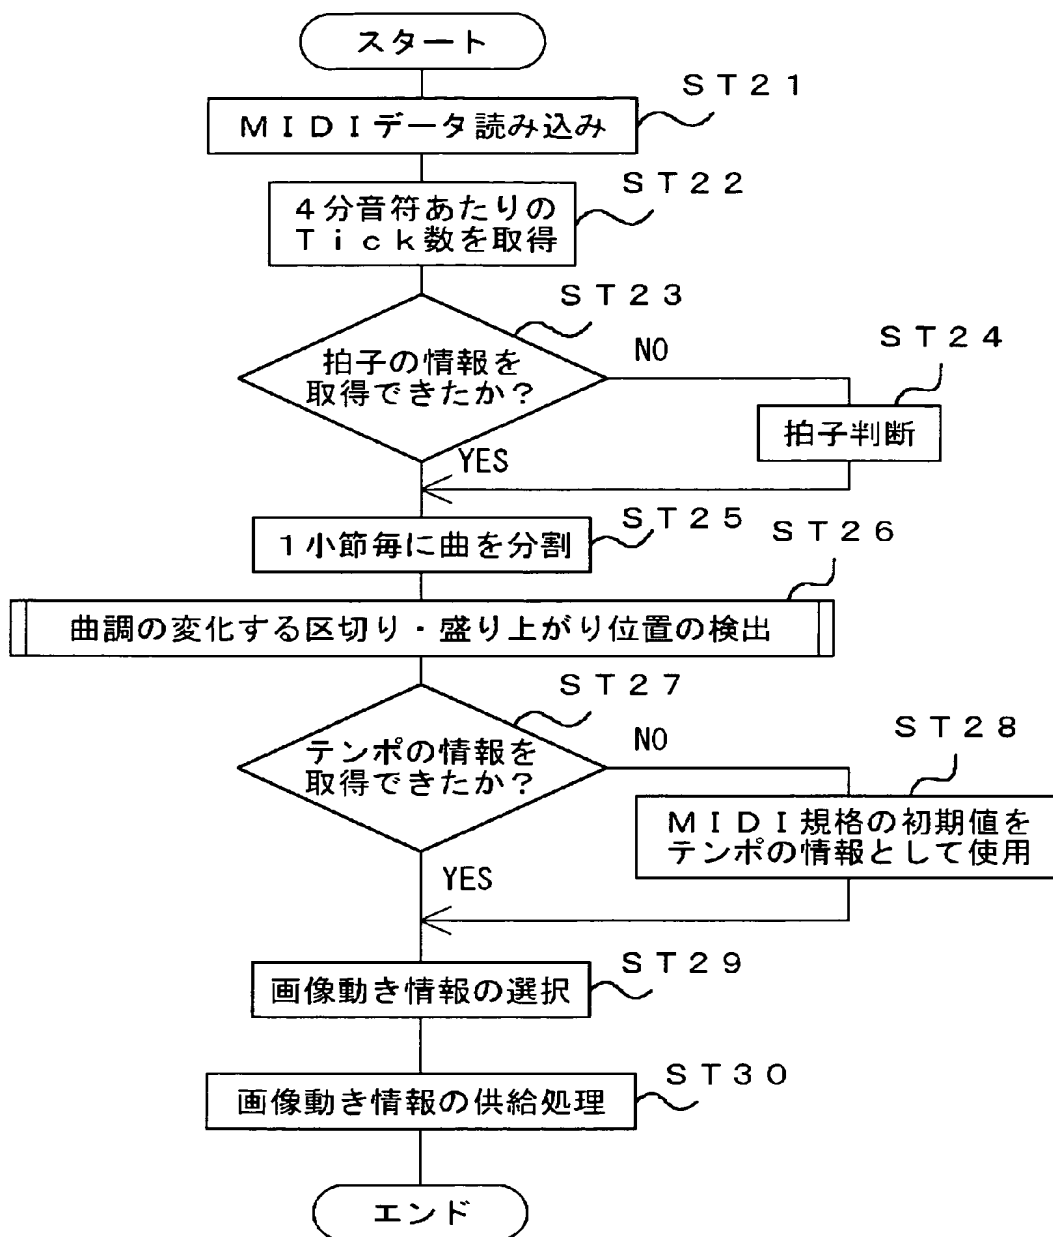 スタート
ST21
MIDIデータ読み込み
ST22
4分音符あたりの
Tick数を取得
ST23
拍子の情報を
取得できたか?
NO
ST24
拍子判断
YES
ST25
1小節毎に曲を分割
ST26
曲調の変化する区切り・盛り上がり位置の検出
ST27
テンポの情報を
取得できたか?
NO
ST28
MIDI規格の初期値を
テンポの情報として使用
YES
ST29
画像動き情報の選択
ST30
画像動き情報の供給処理
エンド